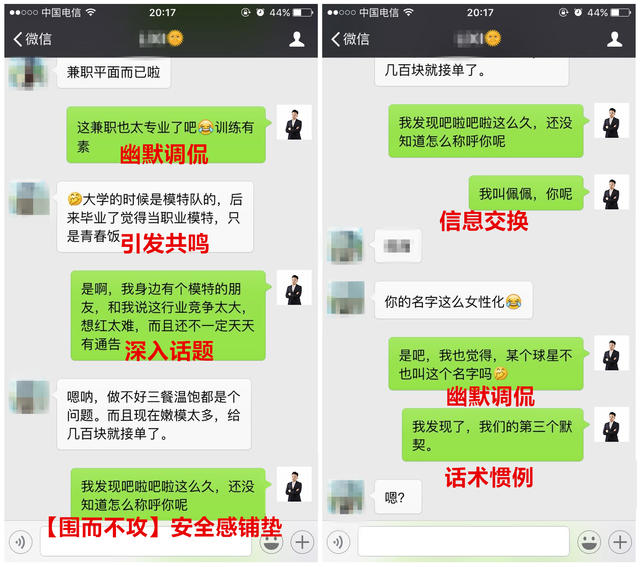 中国电信
20:17
44%
微信
兼职平面而已啦
这兼职也太专业了吧😂训练有
素
幽默调侃
🤣大学的时候是模特队的，后
来毕业了觉得当职业模特，只
是青春饭
引发共鸣
是啊，我身边有个模特的朋
友，和我说这行业竞争太大，
想红太难，而且还不一定天天
有通告
深入话题
嗯呐，做不好三餐温饱都是个
问题。而且现在嫩模太多，给
几百块就接单了。
我发现吧啦吧啦这么久，还没
知道怎么称呼你呢
【围而不攻】安全感铺垫
中国电信
20:17
44%
微信
几百块就接单了。
我发现吧啦吧啦这么久，还没
知道怎么称呼你呢
我叫佩佩，你呢
信息交换
你的名字这么女性化😂
是吧，我也觉得，某个球星不
也叫这个名字吗🤣
幽默调侃
我发现了，我们的第三个默
契。
话术惯例
嗯？